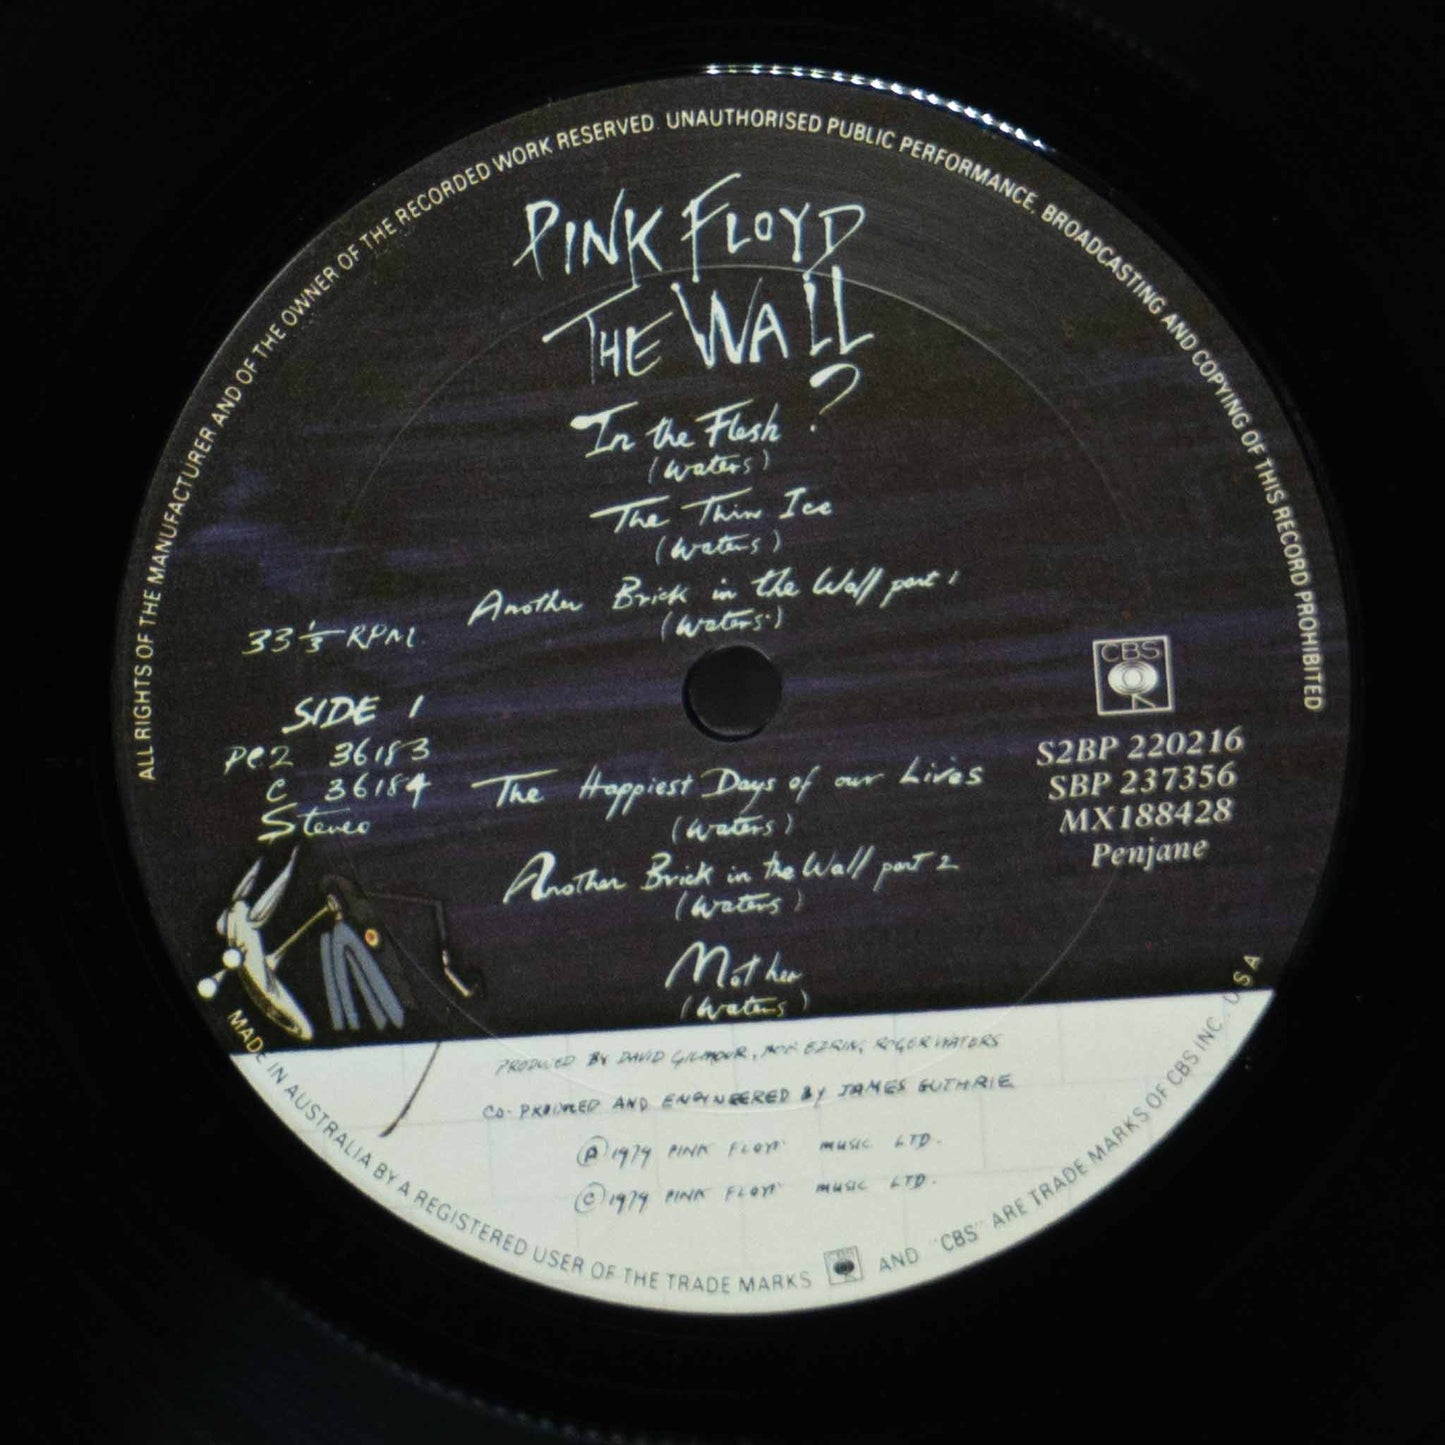 ALL RIGHTS OF THE MANUFACTURER AND OF THE OWNER OF THE RECORDED WORK RESERVED. UNAUTHORISED PUBLIC PERFORMANCE. BROADCASTING AND COPYING OF THIS RECORD PROHIBITED
PINK FLOYD
THE WALL
In the Flesh ?
(Waters)
The Thin Ice
(Waters)
Another Brick in the Wall part 1
(Waters)
33 1/3 RPM.
SIDE 1
PC2 36183
C 36184
Stereo
CBS
S2BP 220216
SBP 237356
MX188428
Penjane
The Happiest Days of our Lives
(Waters)
Another Brick in the Wall part 2
(Waters)
Mother
(Waters)
PRODUCED BY DAVID GILMOUR, BOB EZRIN, ROGER WATERS
CO-PRODUCED AND ENGINEERED BY JAMES GUTHRIE
Ⓟ 1979 PINK FLOYD MUSIC LTD.
© 1979 PINK FLOYD MUSIC LTD.
MADE IN AUSTRALIA BY A REGISTERED USER OF THE TRADE MARKS CBS AND "CBS" ARE TRADE MARKS OF CBS INC., U S A